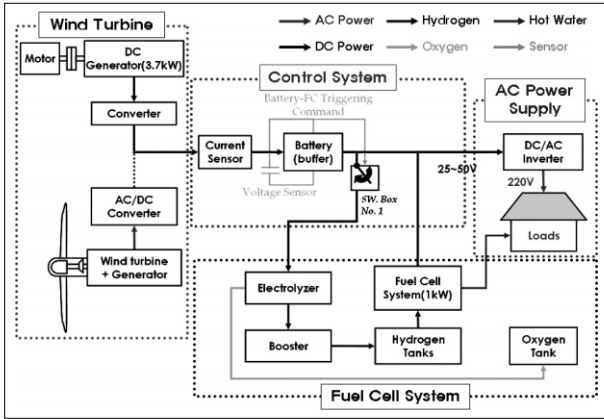 Wind Turbine
AC Power
Hydrogen
Hot Water
DC Power
Oxygen
Sensor
Motor
DC
Generator(3.7kW)
Converter
AC/DC
Converter
Wind turbine
+ Generator
Control System
Battery-FC Triggering
Command
Current
Sensor
Battery
(buffer)
Voltage Sensor
SW. Box
No. 1
25~50V
AC Power
Supply
DC/AC
Inverter
220V
Loads
Electrolyzer
Booster
Fuel Cell
System(1kW)
Hydrogen
Tanks
Oxygen
Tank
Fuel Cell System